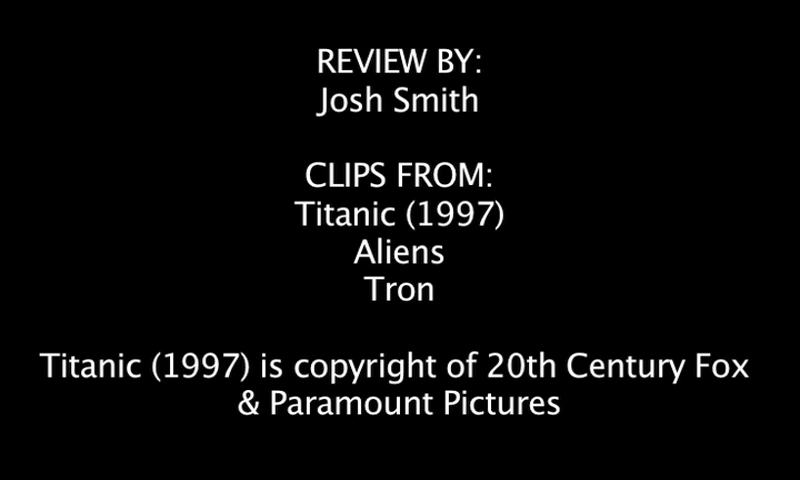 REVIEW BY:
Josh Smith
CLIPS FROM:
Titanic (1997)
Aliens
Tron
Titanic (1997) is copyright of 20th Century Fox
& Paramount Pictures